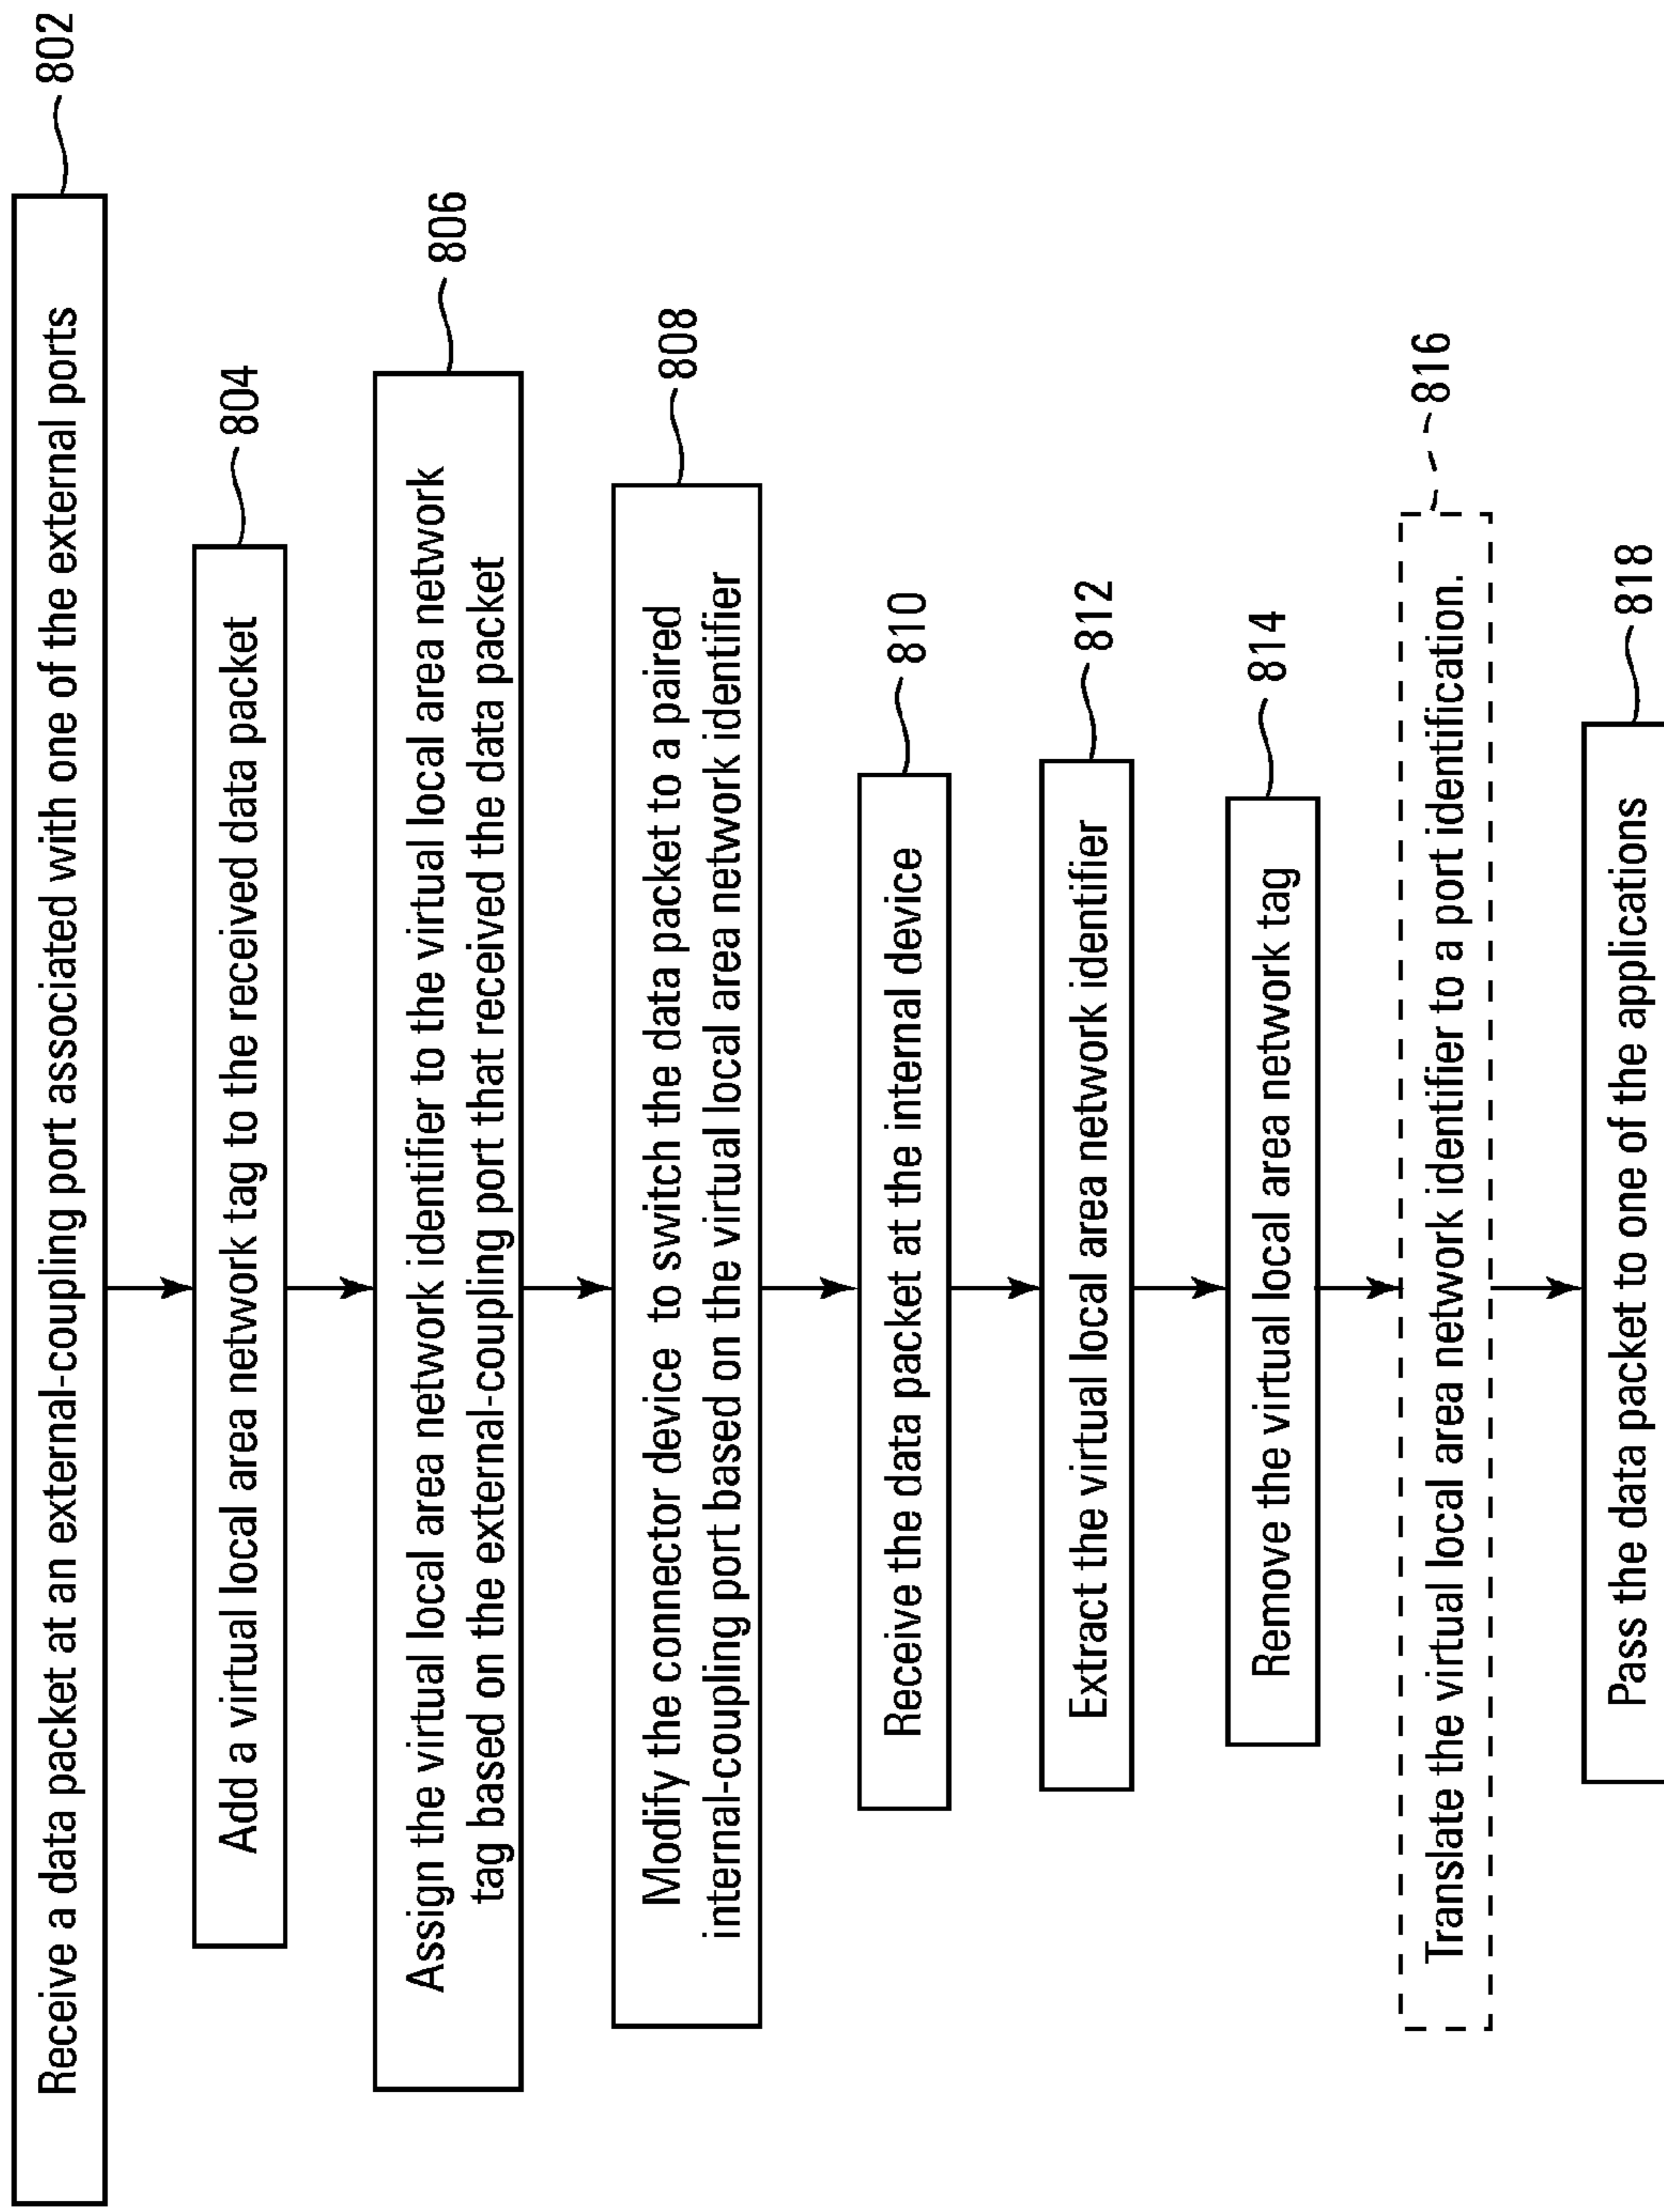 Receive a data packet at an external-coupling port associated with one of the external ports
802
Add a virtual local area network tag to the received data packet
804
Assign the virtual local area network identifier to the virtual local area network
tag based on the external-coupling port that received the data packet
806
Modify the connector device to switch the data packet to a paired
internal-coupling port based on the virtual local area network identifier
808
Receive the data packet at the internal device
810
Extract the virtual local area network identifier
812
Remove the virtual local area network tag
814
Translate the virtual local area network identifier to a port identification.
816
Pass the data packet to one of the applications
818